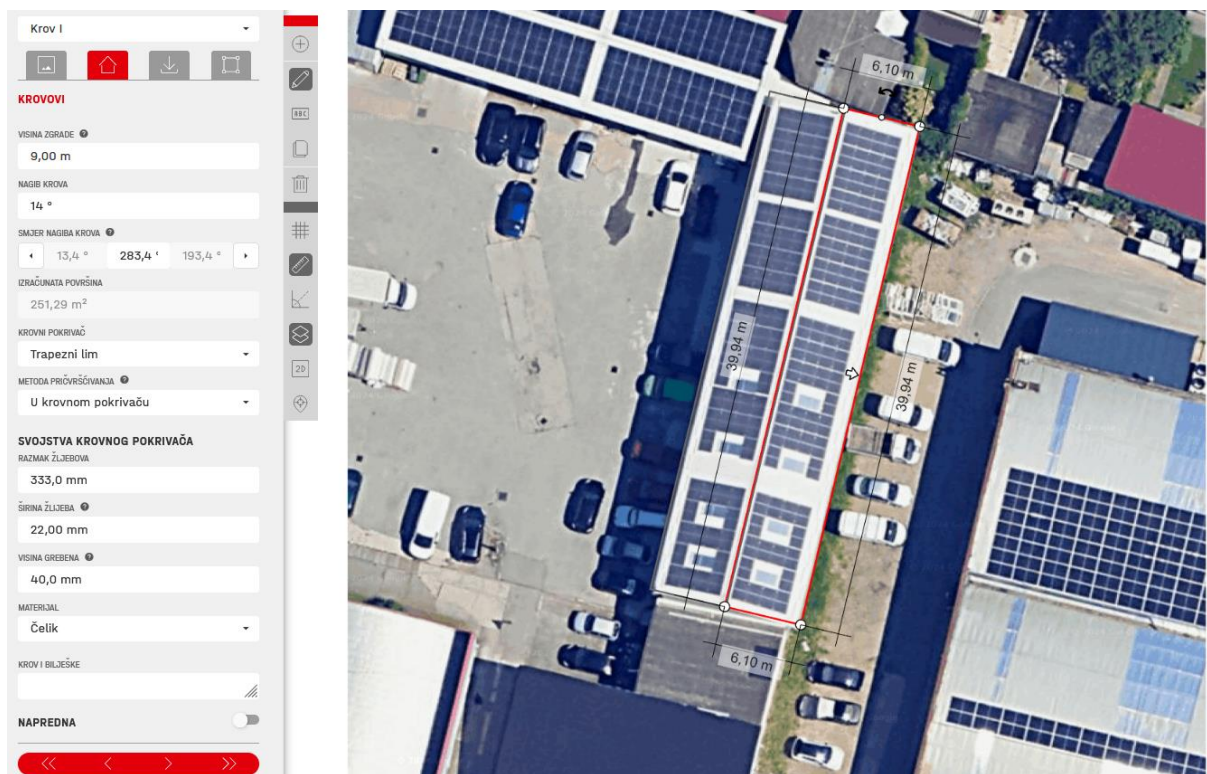 Krov I
KROVOVI
VISINA ZGRADE
9,00 m
NAGIB KROVA
14 °
SMJER NAGIBA KROVA
13,4 °
283,4 °
193,4 °
IZRAČUNATA POVRŠINA
251,29 m²
KROVNI POKRIVAČ
Trapezni lim
METODA PRIČVRŠĆIVANJA
U krovnom pokrivaču
SVOJSTVA KROVNOG POKRIVAČA
RAZMAK ŽLJEBOVA
333,0 mm
ŠIRINA ŽLIJEBA
22,00 mm
VISINA GREBENA
40,0 mm
MATERIJAL
Čelik
KROV I BILJEŠKE
NAPREDNA
ABC
2D
6,10 m
39,94 m
39,94 m
6,10 m